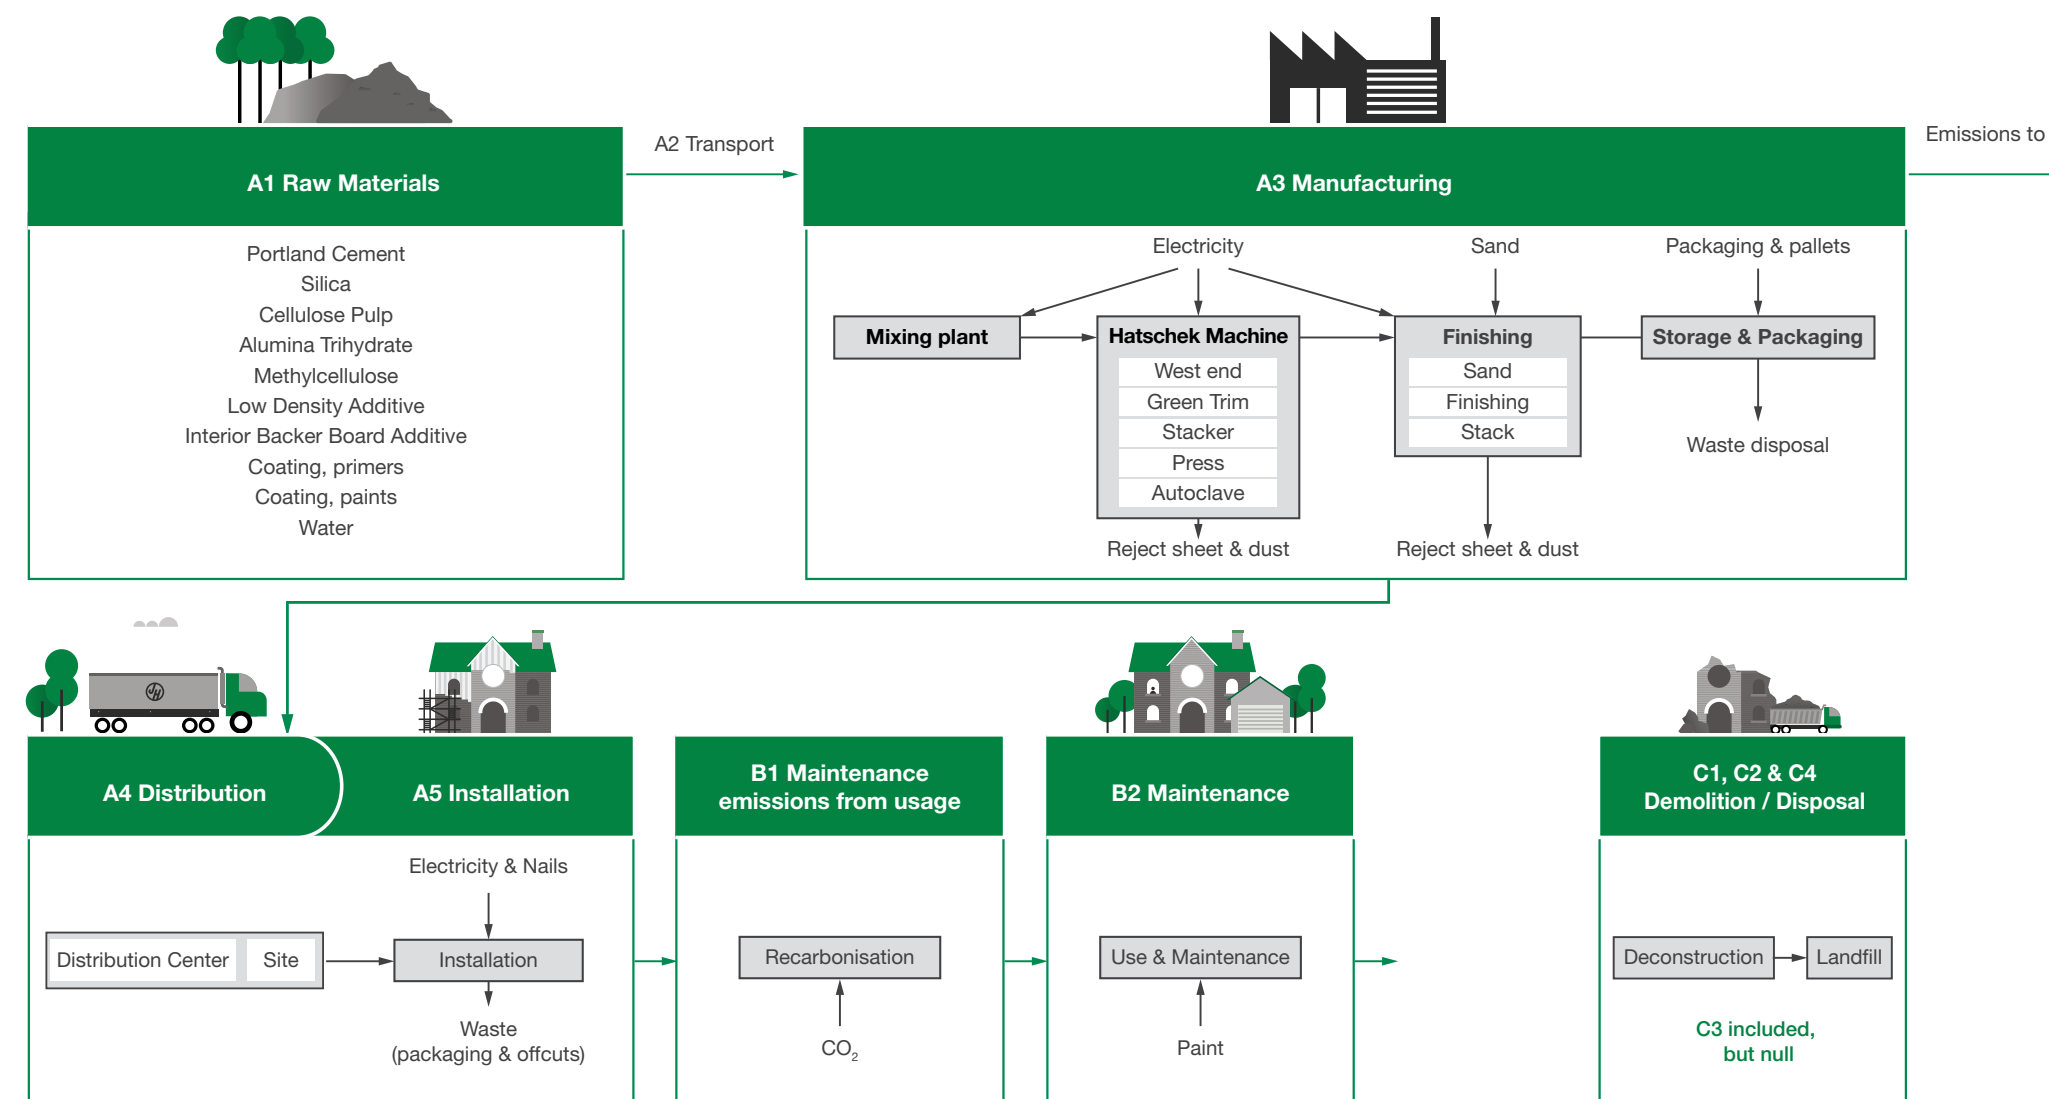 A1 Raw Materials
Portland Cement
Silica
Cellulose Pulp
Alumina Trihydrate
Methylcellulose
Low Density Additive
Interior Backer Board Additive
Coating, primers
Coating, paints
Water
A2 Transport
A3 Manufacturing
Electricity
Sand
Packaging & pallets
Mixing plant
Hatschek Machine
West end
Green Trim
Stacker
Press
Autoclave
Reject sheet & dust
Finishing
Sand
Finishing
Stack
Reject sheet & dust
Storage & Packaging
Waste disposal
Emissions to
JH
A4 Distribution
A5 Installation
Electricity & Nails
Distribution Center
Site
Installation
Waste
(packaging & offcuts)
B1 Maintenance
emissions from usage
Recarbonisation
CO₂
B2 Maintenance
Use & Maintenance
Paint
C1, C2 & C4
Demolition / Disposal
Deconstruction
Landfill
C3 included,
but null